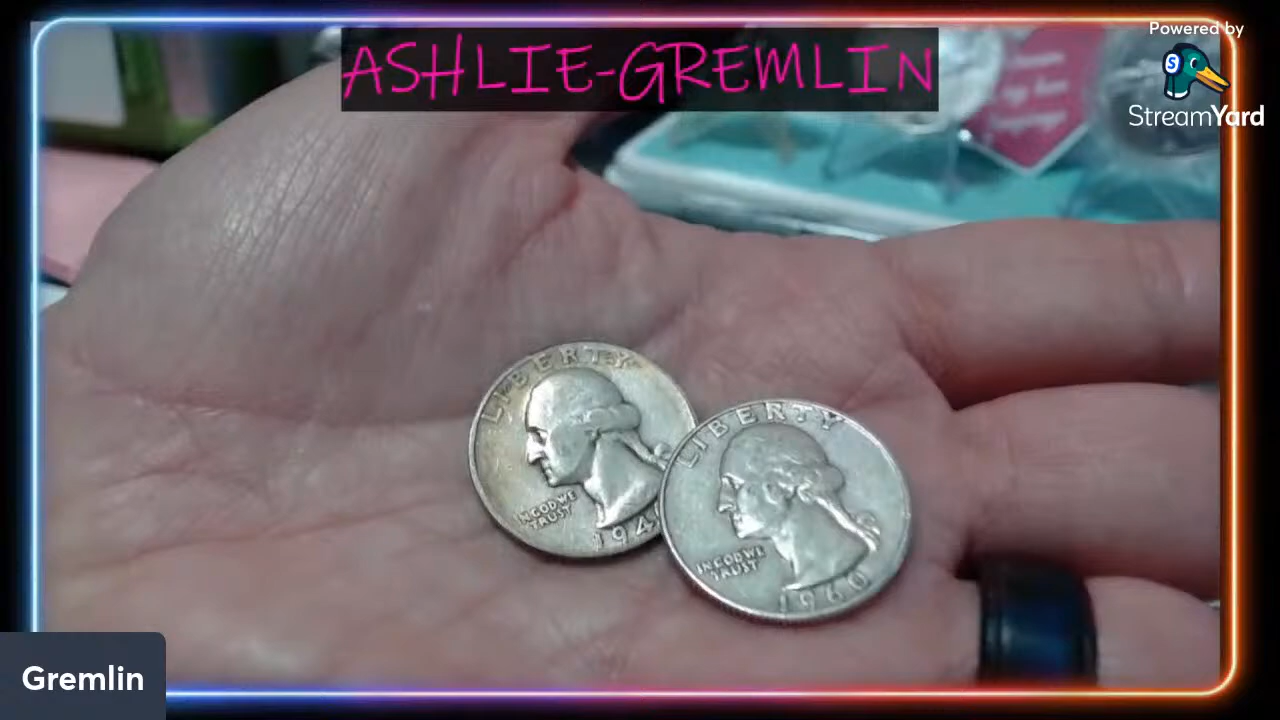 Powered by
ASHLIE-GREMLIN
StreamYard
LIBERTY
IN GOD WE
TRUST
LIBERTY
IN GOD WE
TRUST
1960
Gremlin